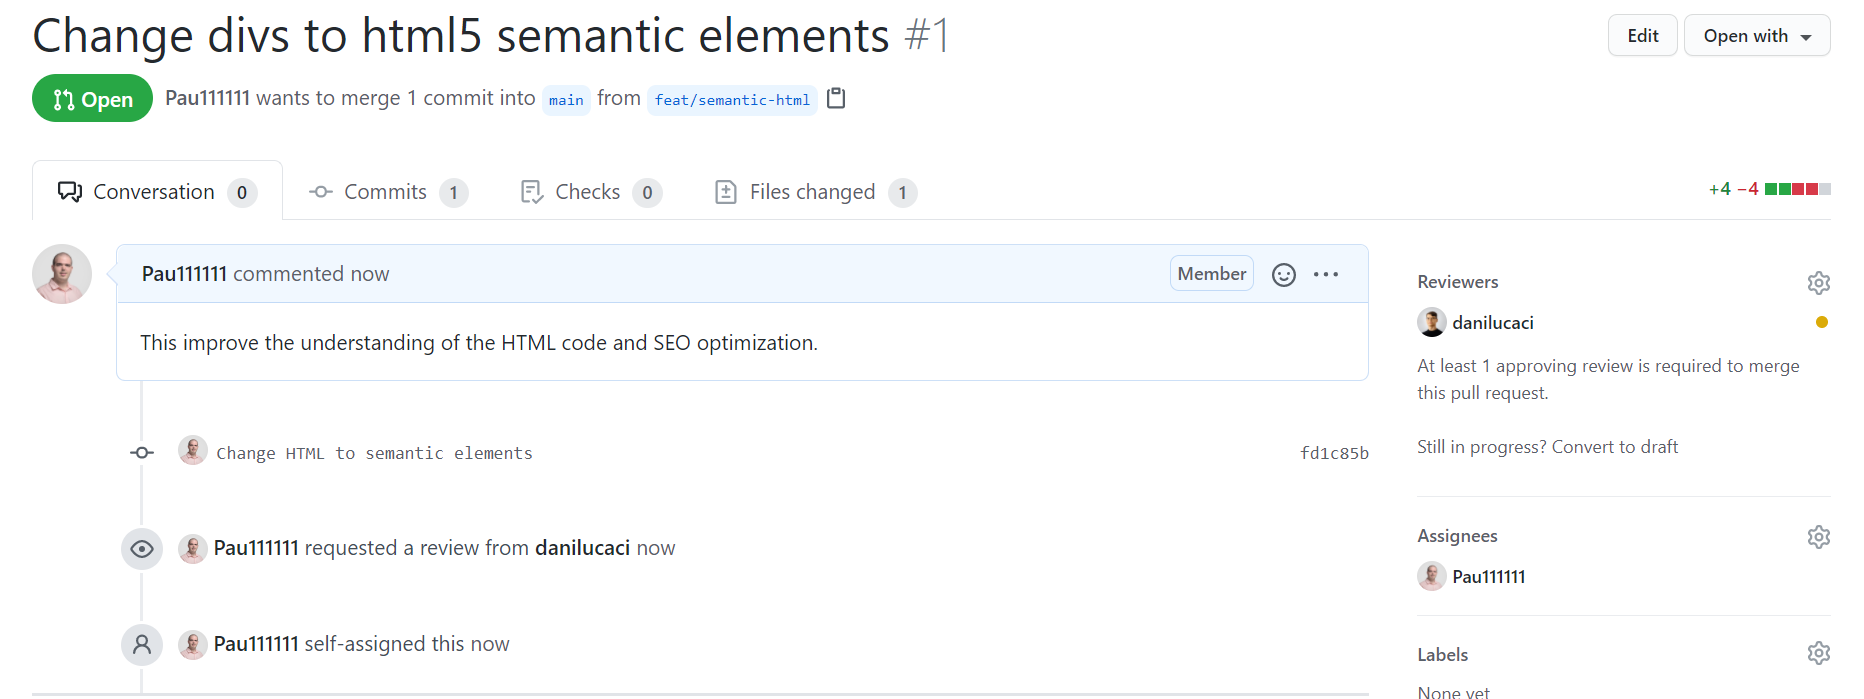 Change divs to html5 semantic elements #1
Edit
Open with
Open
Pau111111 wants to merge 1 commit into main from feat/semantic-html
Conversation 0
Commits 1
Checks 0
Files changed 1
+4 −4
Pau111111 commented now
Member
This improve the understanding of the HTML code and SEO optimization.
Change HTML to semantic elements
fd1c85b
Pau111111 requested a review from danilucaci now
Pau111111 self-assigned this now
Reviewers
danilucaci
At least 1 approving review is required to merge
this pull request.
Still in progress? Convert to draft
Assignees
Pau111111
Labels
None yet